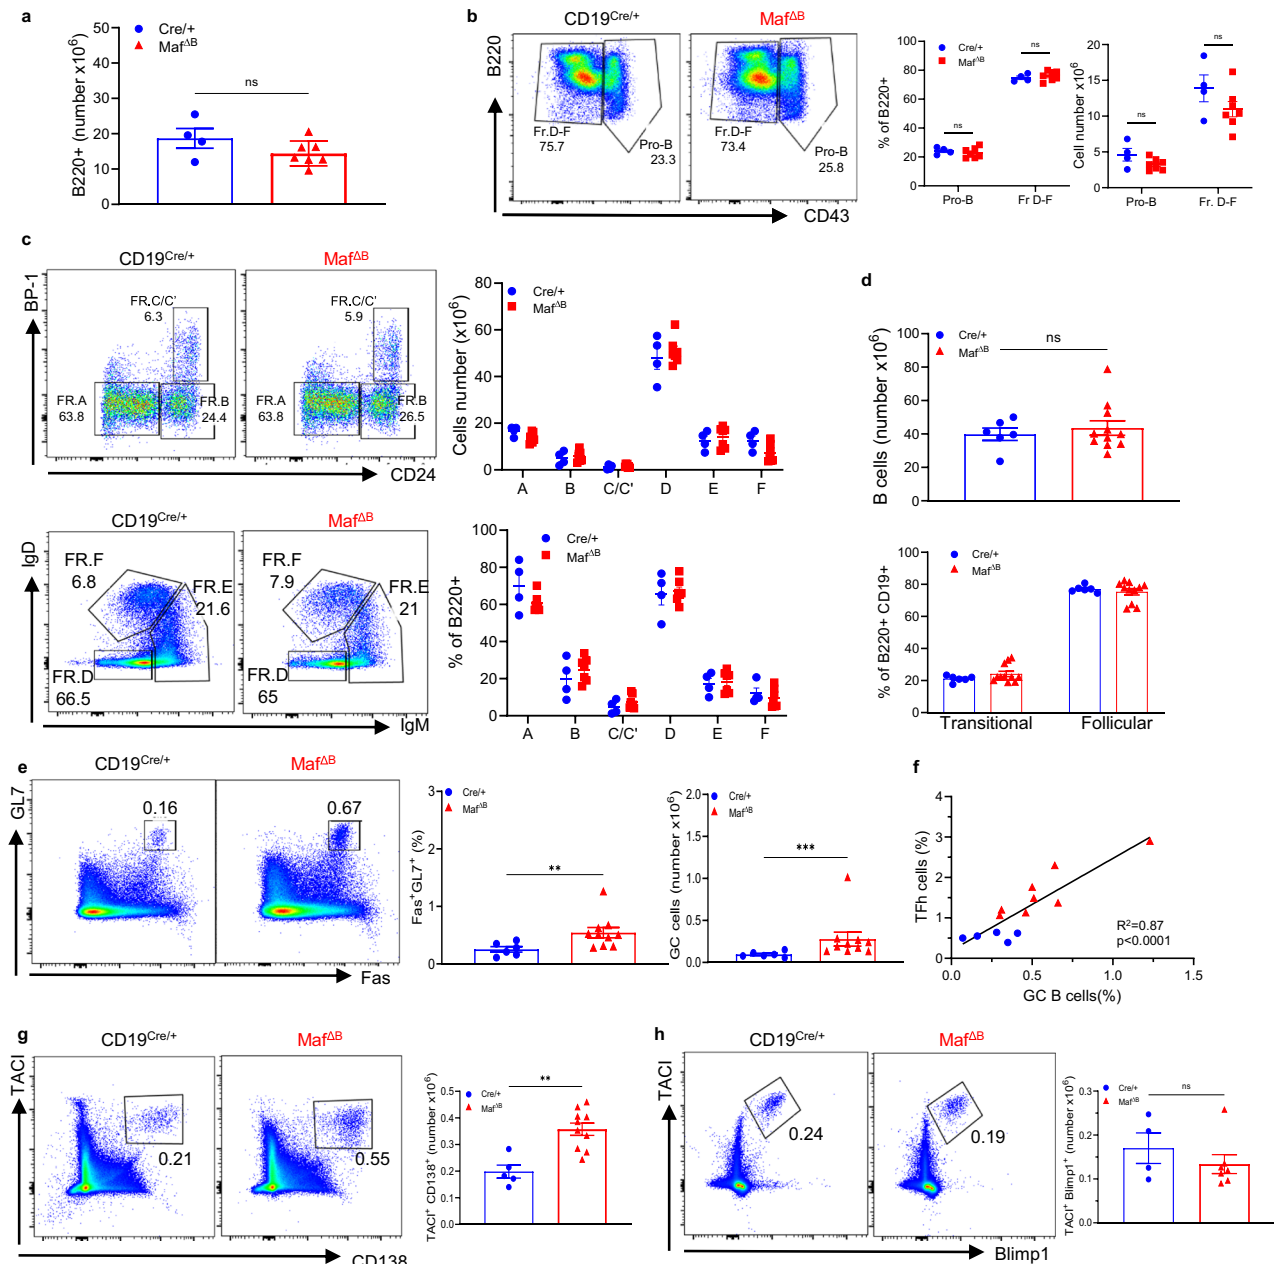 a
B220+ (number x10⁶)
50
40
30
20
10
0
Cre/+
Maf^ΔB
ns
b
CD19^Cre/+
Maf^ΔB
B220
Fr.D-F
75.7
Pro-B
23.3
Fr.D-F
73.4
Pro-B
25.8
CD43
% of B220+
100
80
60
40
20
0
Cre/+
Maf^ΔB
ns
ns
Pro-B
Fr D-F
Cell number x10⁶
20
15
10
5
0
ns
ns
Pro-B
Fr. D-F
c
CD19^Cre/+
Maf^ΔB
BP-1
FR.C/C'
6.3
FR.A
63.8
FR.B
24.4
FR.C/C'
5.9
FR.A
63.8
FR.B
26.5
CD24
Cells number (x10⁶)
80
60
40
20
0
Cre/+
Maf^ΔB
A B C/C' D E F
CD19^Cre/+
Maf^ΔB
IgD
FR.F
6.8
FR.E
21.6
FR.D
66.5
FR.F
7.9
FR.E
21
FR.D
65
IgM
% of B220+
100
80
60
40
20
0
Cre/+
Maf^ΔB
A B C/C' D E F
d
B cells (number x10⁶)
100
80
60
40
20
0
Cre/+
Maf^ΔB
ns
% of B220+ CD19+
100
80
60
40
20
0
Cre/+
Maf^ΔB
Transitional
Follicular
e
CD19^Cre/+
Maf^ΔB
GL7
0.16
0.67
Fas
Fas⁺GL7⁺ (%)
3
2
1
0
Cre/+
Maf^ΔB
**
GC cells (number x10⁶)
2.0
1.5
1.0
0.5
0.0
Cre/+
Maf^ΔB
***
f
TFh cells (%)
4
3
2
1
0
R²=0.87
p<0.0001
0.0 0.5 1.0 1.5
GC B cells(%)
g
CD19^Cre/+
Maf^ΔB
TACI
0.21
0.55
CD138
TACI⁺ CD138⁺ (number x10⁶)
0.5
0.4
0.3
0.2
0.1
0.0
Cre/+
Maf^ΔB
**
h
CD19^Cre/+
Maf^ΔB
TACI
0.24
0.19
Blimp1
TACI⁺ Blimp1⁺ (number x10⁶)
0.3
0.2
0.1
0.0
Cre/+
Maf^ΔB
ns